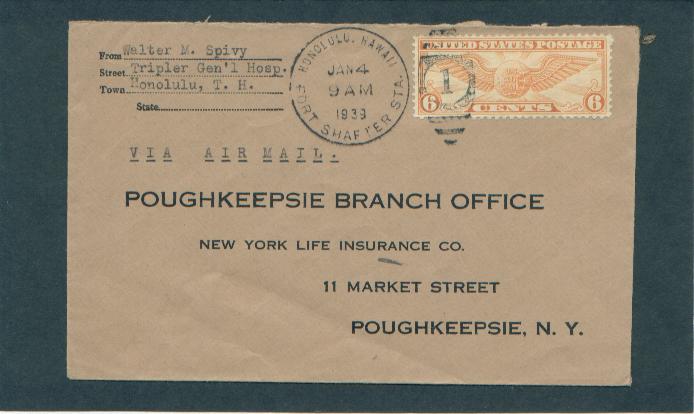 From Walter M. Spivy
Street Tripler Gen'l Hosp.
Town Honolulu, T. H.
State
HONOLULU, HAWAII
JAN 4
9 AM
1939
FORT SHAFTER STA.
1
UNITED STATES POSTAGE
6 CENTS 6
VIA AIR MAIL.
POUGHKEEPSIE BRANCH OFFICE
NEW YORK LIFE INSURANCE CO.
11 MARKET STREET
POUGHKEEPSIE, N. Y.